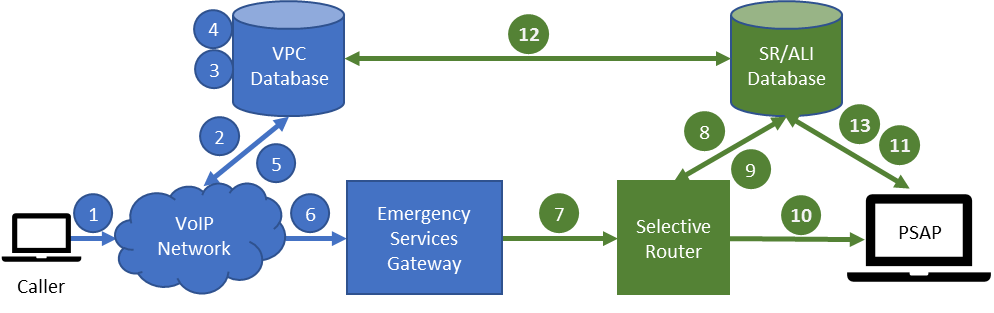 4
3
VPC
Database
12
SR/ALI
Database
2
5
8
9
13
11
1
VoIP
Network
6
Emergency
Services
Gateway
7
Selective
Router
10
PSAP
Caller